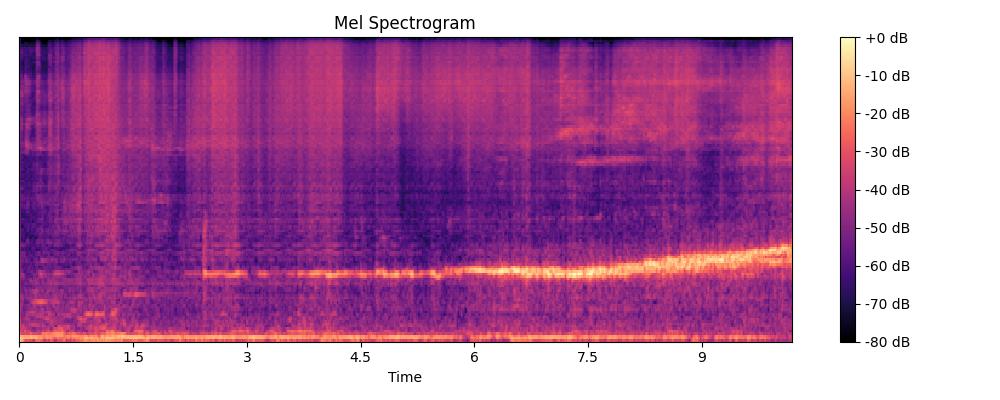 Mel Spectrogram
+0 dB
-10 dB
-20 dB
-30 dB
-40 dB
-50 dB
-60 dB
-70 dB
-80 dB
0 1.5 3 4.5 6 7.5 9
Time